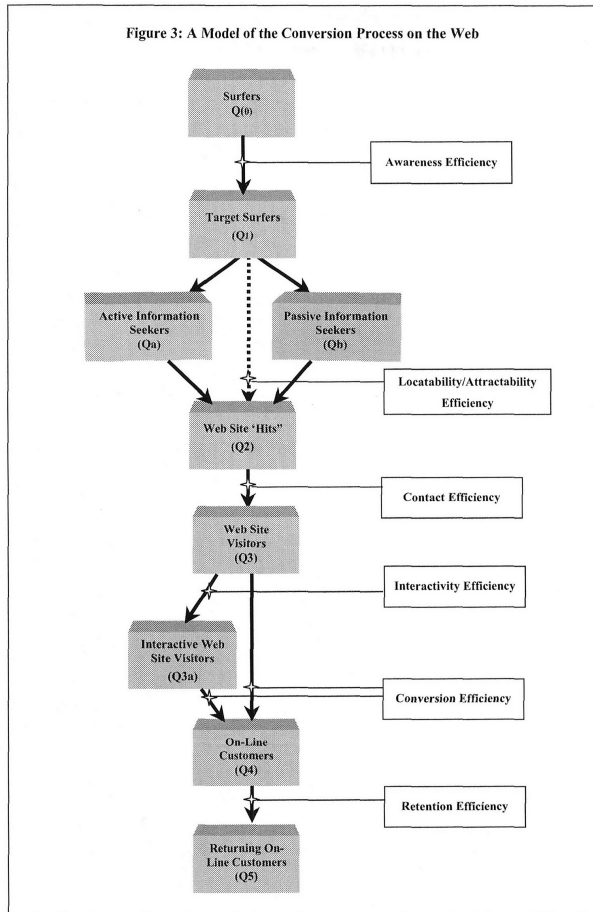 Figure 3: A Model of the Conversion Process on the Web
Surfers
Q(0)
Awareness Efficiency
Target Surfers
(Q1)
Active Information
Seekers
(Qa)
Passive Information
Seekers
(Qb)
Locatability/Attractability
Efficiency
Web Site 'Hits"
(Q2)
Contact Efficiency
Web Site
Visitors
(Q3)
Interactivity Efficiency
Interactive Web
Site Visitors
(Q3a)
Conversion Efficiency
On-Line
Customers
(Q4)
Retention Efficiency
Returning On-
Line Customers
(Q5)